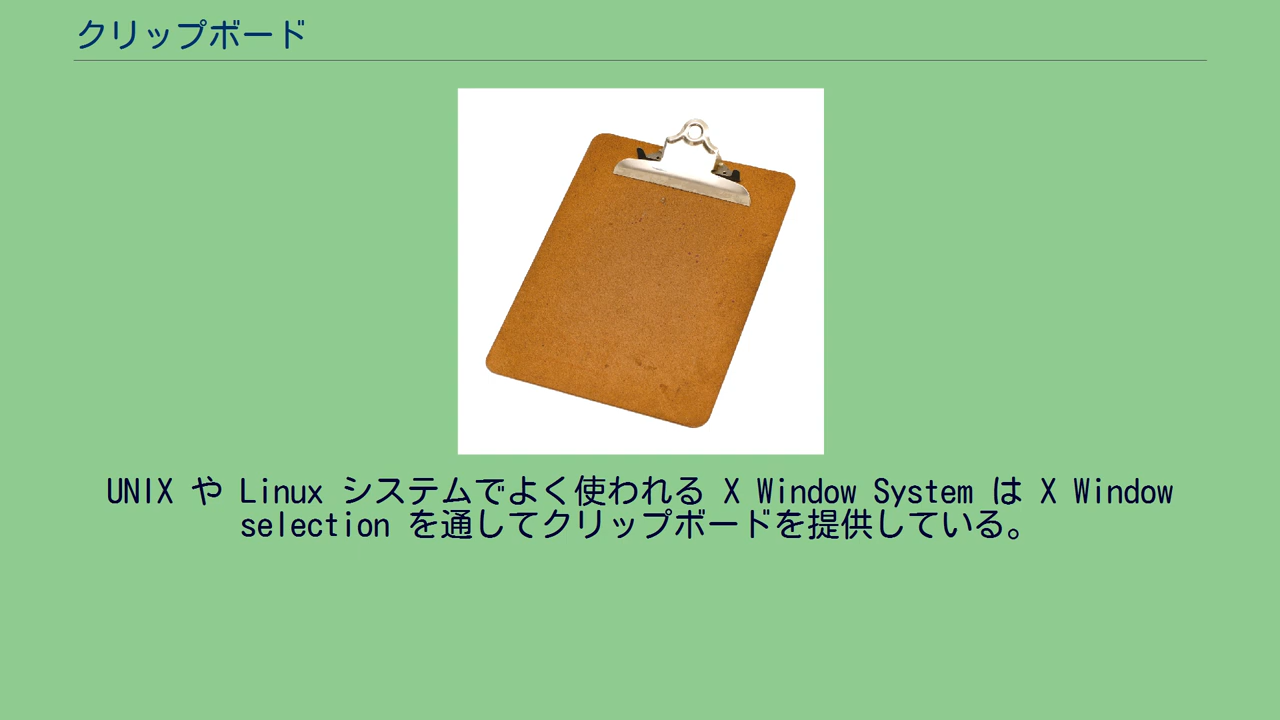 クリップボード
UNIX や Linux システムでよく使われる X Window System は X Window
selection を通してクリップボードを提供している。